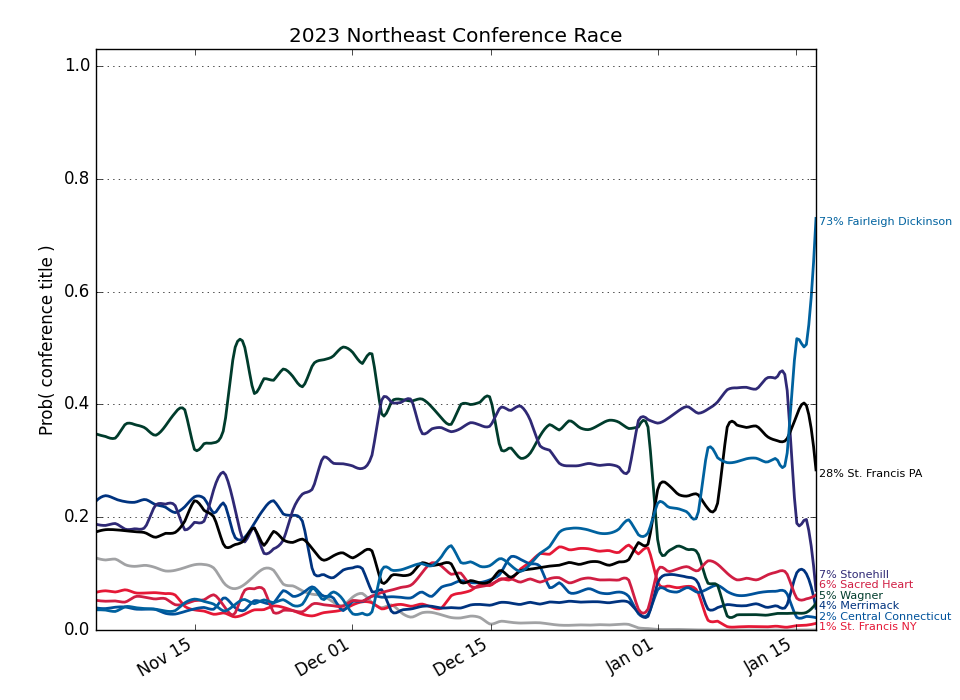 2023 Northeast Conference Race
Prob( conference title )
1.0
0.8
0.6
0.4
0.2
0.0
Nov 15
Dec 01
Dec 15
Jan 01
Jan 15
73% Fairleigh Dickinson
28% St. Francis PA
7% Stonehill
6% Sacred Heart
5% Wagner
4% Merrimack
2% Central Connecticut
1% St. Francis NY